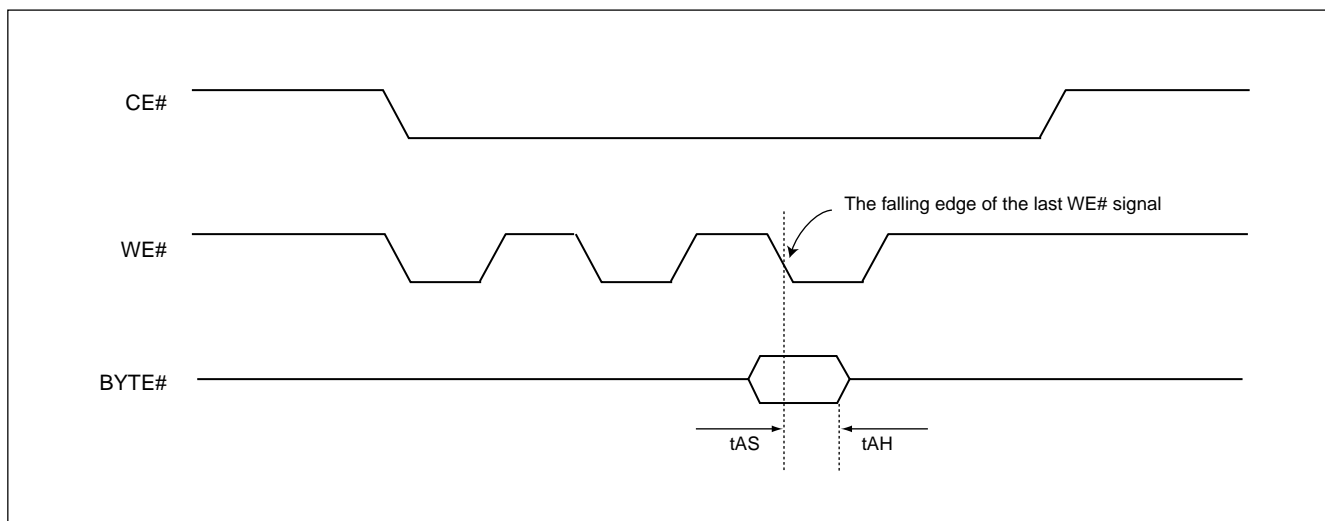 CE#
The falling edge of the last WE# signal
WE#
BYTE#
tAS
tAH